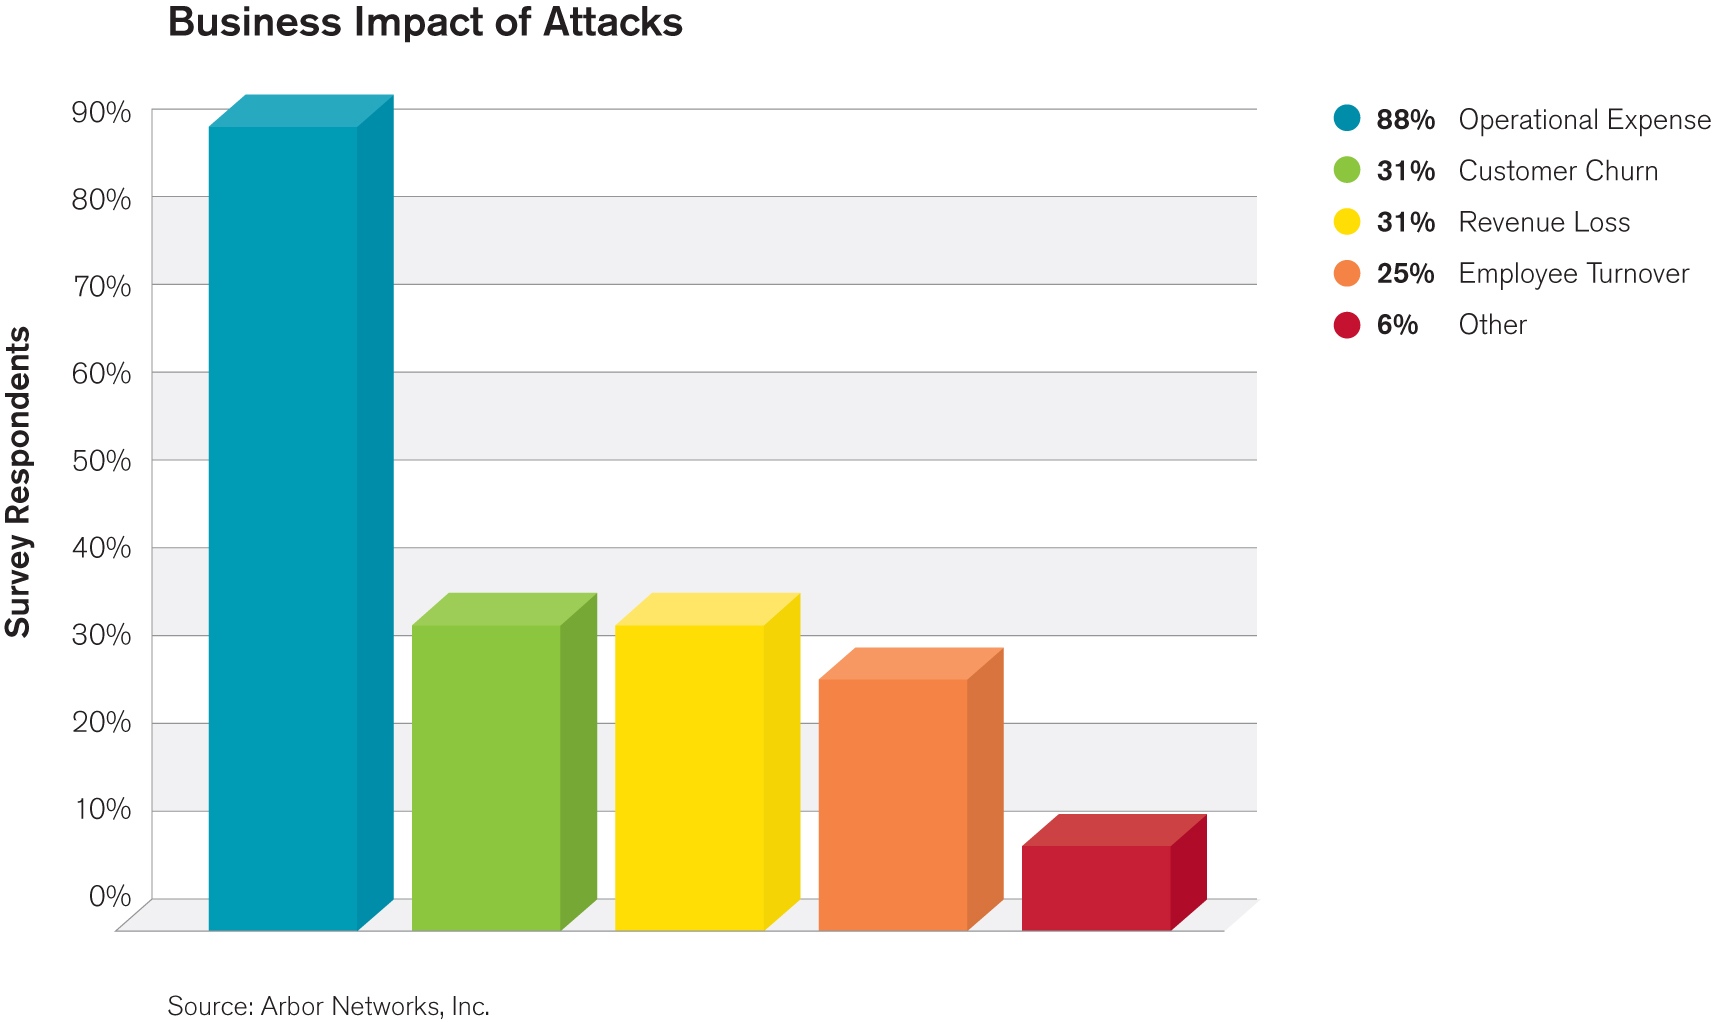 Business Impact of Attacks
Survey Respondents
90%
80%
70%
60%
50%
40%
30%
20%
10%
0%
88% Operational Expense
31% Customer Churn
31% Revenue Loss
25% Employee Turnover
6% Other
Source: Arbor Networks, Inc.